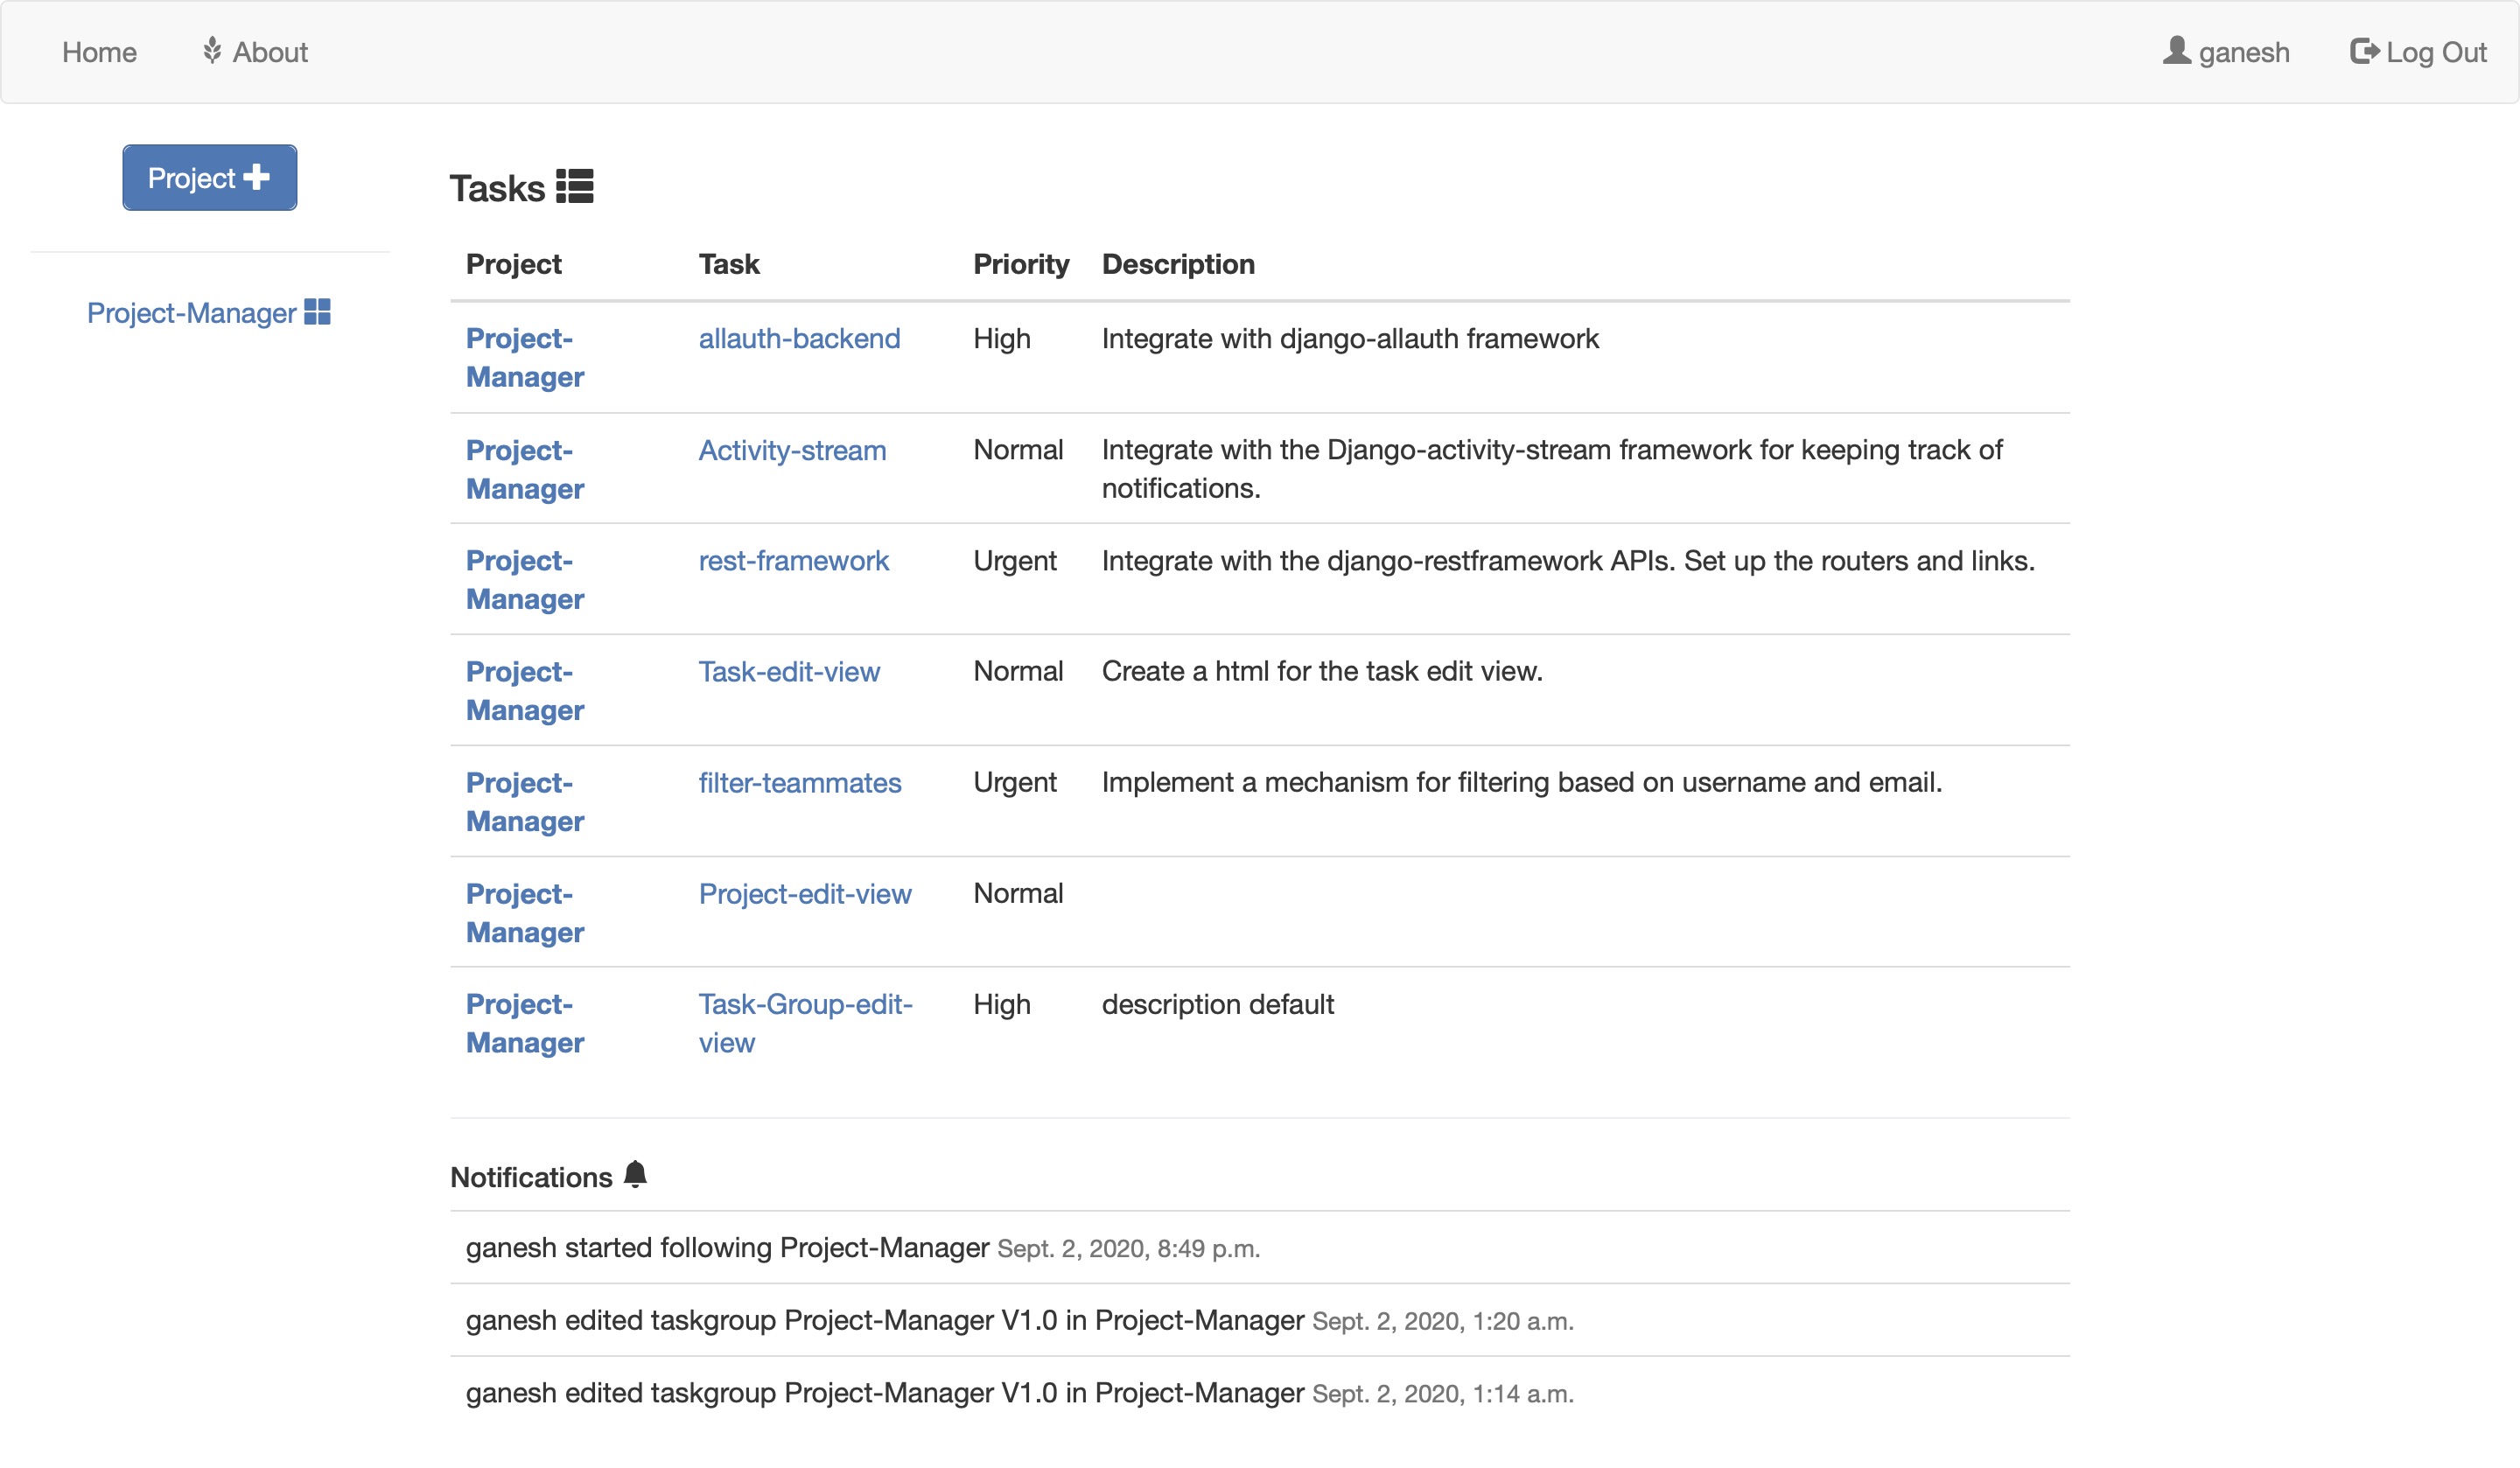 Home About ganesh Log Out
Project
Project-Manager
Tasks
Project Task Priority Description
Project- allauth-backend High Integrate with django-allauth framework
Manager
Project- Activity-stream Normal Integrate with the Django-activity-stream framework for keeping track of
Manager notifications.
Project- rest-framework Urgent Integrate with the django-restframework APIs. Set up the routers and links.
Manager
Project- Task-edit-view Normal Create a html for the task edit view.
Manager
Project- filter-teammates Urgent Implement a mechanism for filtering based on username and email.
Manager
Project- Project-edit-view Normal
Manager
Project- Task-Group-edit- High description default
Manager view
Notifications
ganesh started following Project-Manager Sept. 2, 2020, 8:49 p.m.
ganesh edited taskgroup Project-Manager V1.0 in Project-Manager Sept. 2, 2020, 1:20 a.m.
ganesh edited taskgroup Project-Manager V1.0 in Project-Manager Sept. 2, 2020, 1:14 a.m.